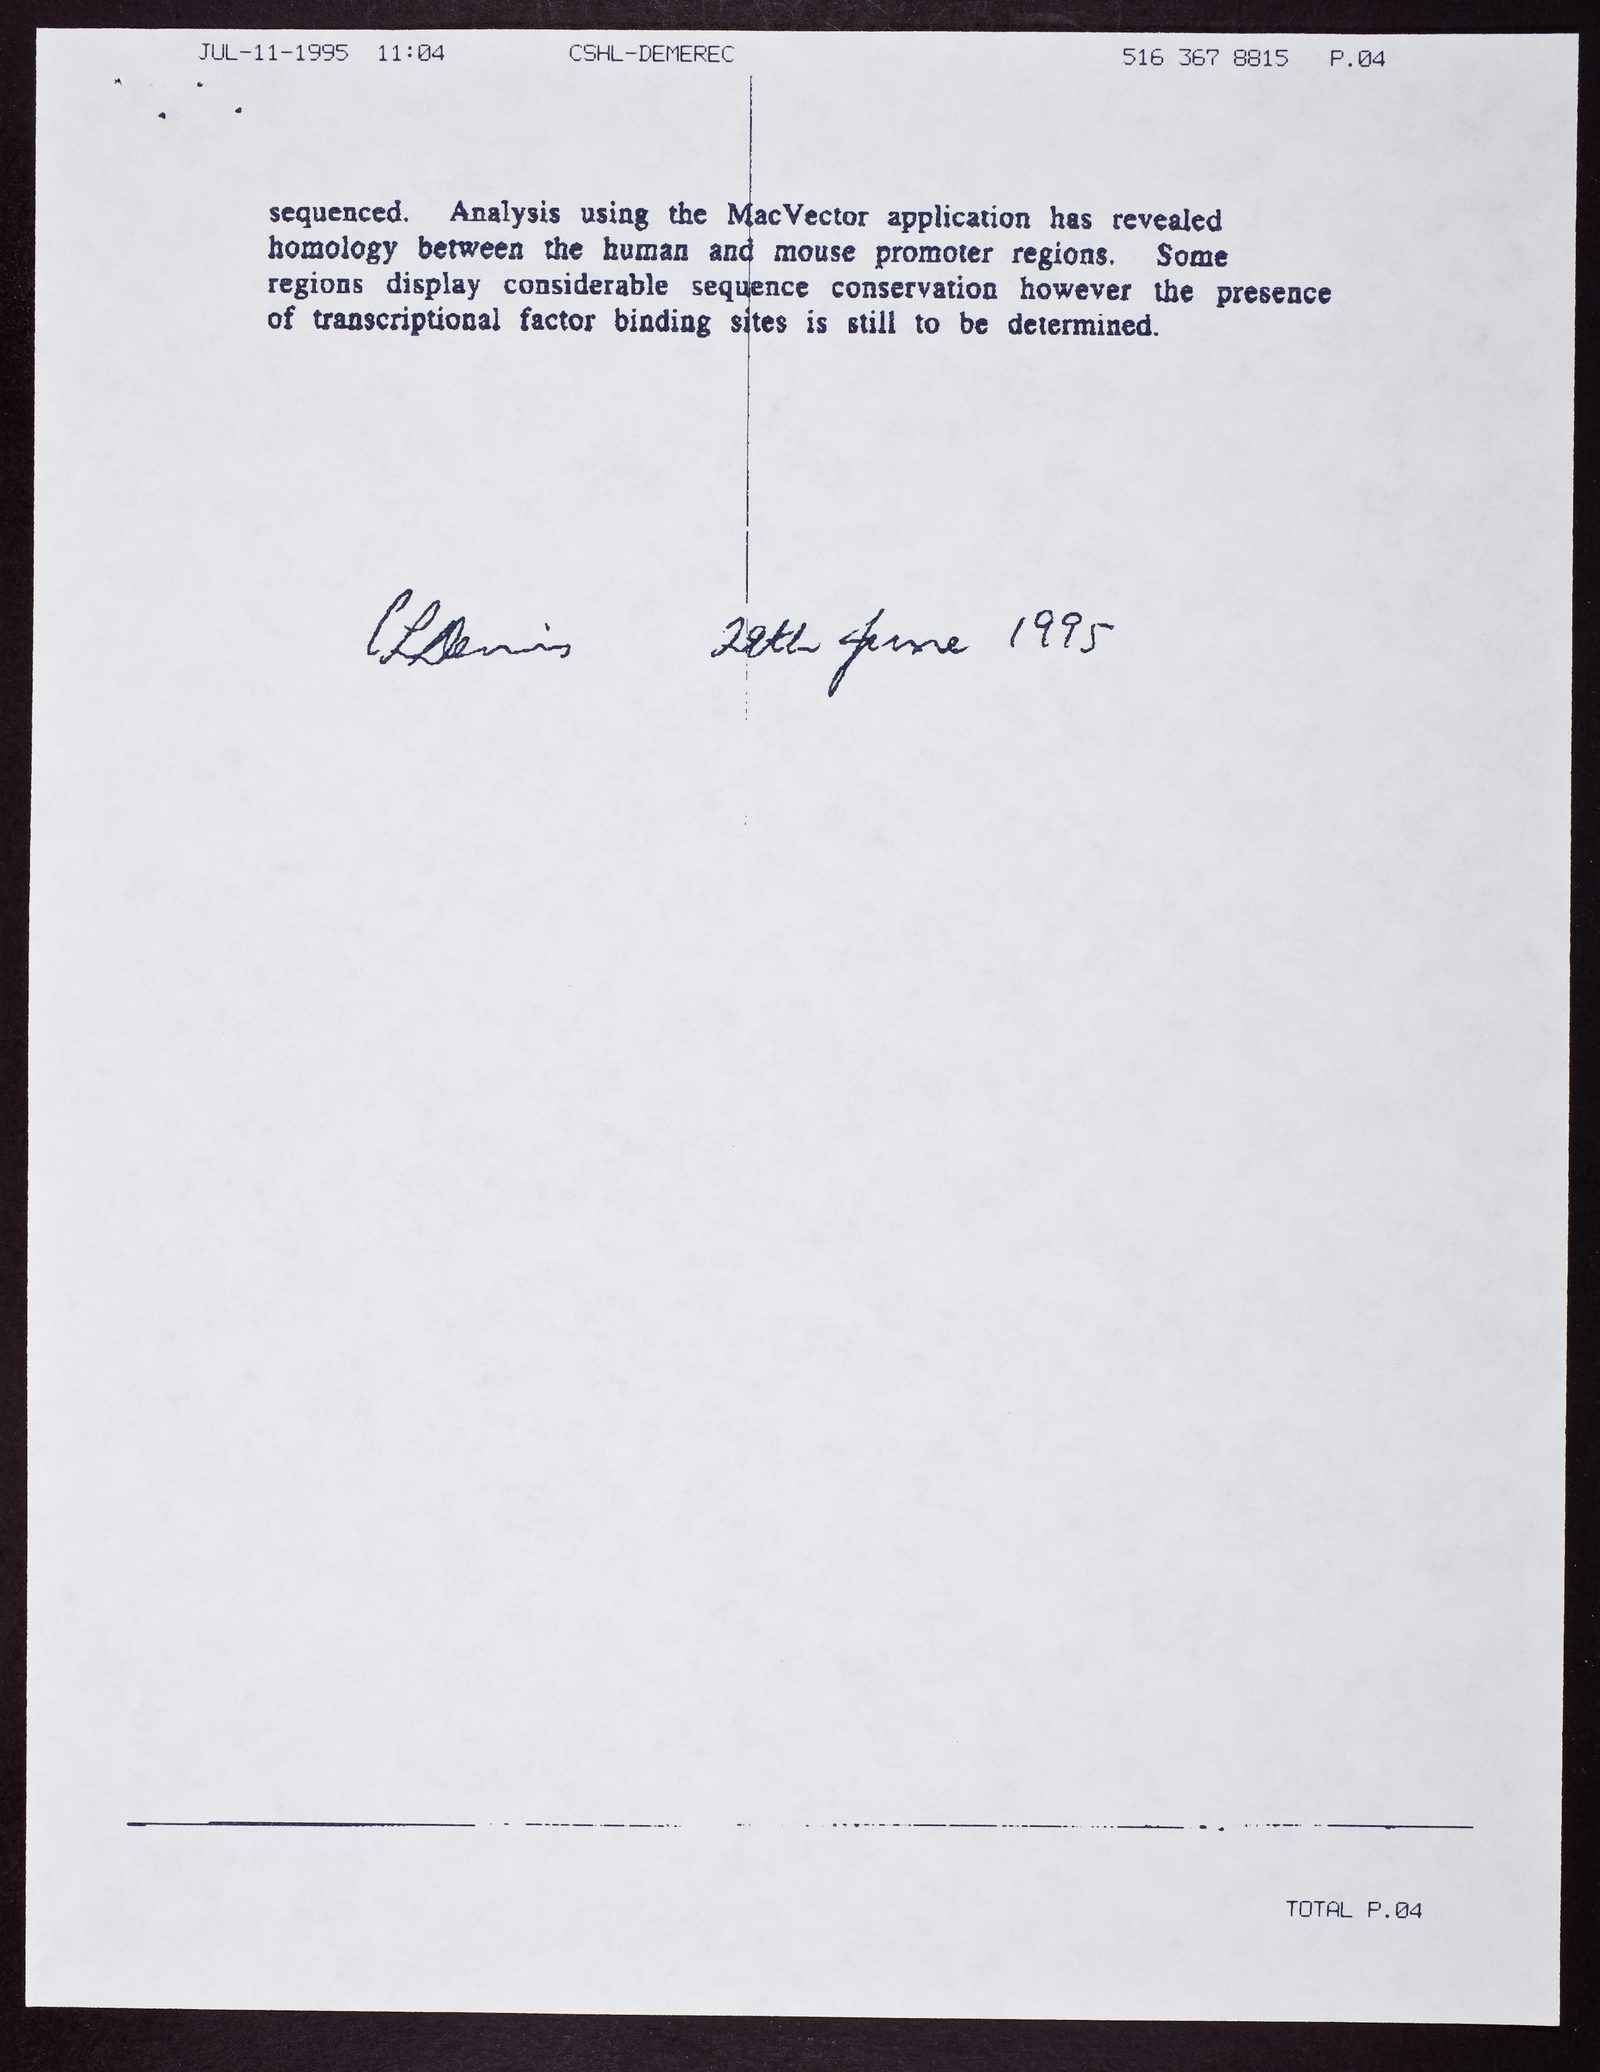 JUL-11-1995 11:04 CSHL-DEMEREC 516 367 8815 P.04
sequenced. Analysis using the MacVector application has revealed
homology between the human and mouse promoter regions. Some
regions display considerable sequence conservation however the presence
of transcriptional factor binding sites is still to be determined.
CLDennis 28th June 1995
TOTAL P.04